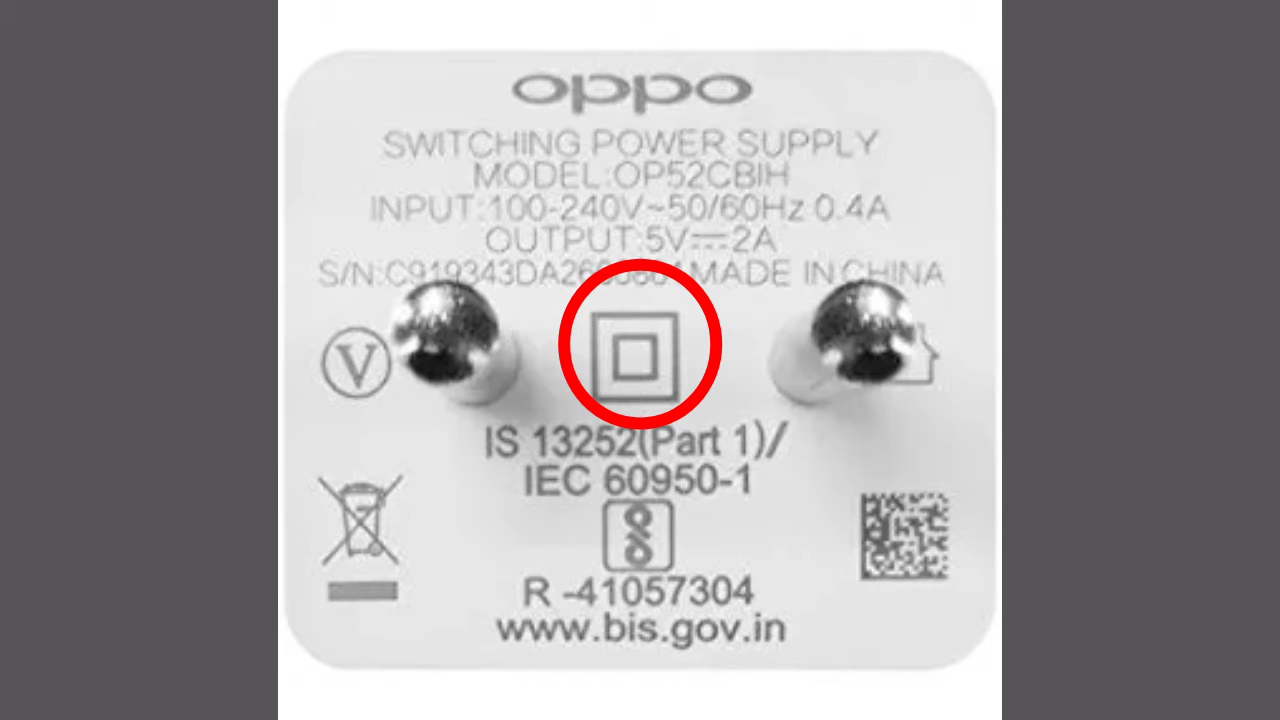 oppo
SWITCHING POWER SUPPLY
MODEL:OP52CBIH
INPUT:100-240V~50/60Hz 0.4A
OUTPUT:5V⎓2A
MADE IN CHINA
V
IS 13252(Part 1)/
IEC 60950-1
R -41057304
www.bis.gov.in